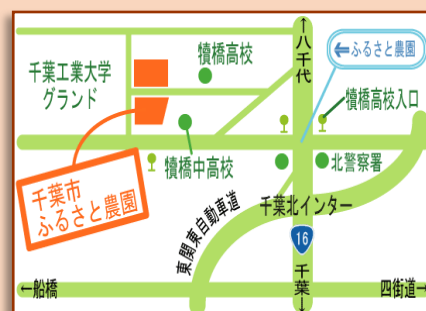 ↑八千代
←ふるさと農園
犢橋高校
千葉工業大学
グランド
犢橋高校入口
犢橋中高校
北警察署
千葉市
ふるさと農園
千葉北インター
東関東自動車道
16
千葉↓
←船橋
四街道→